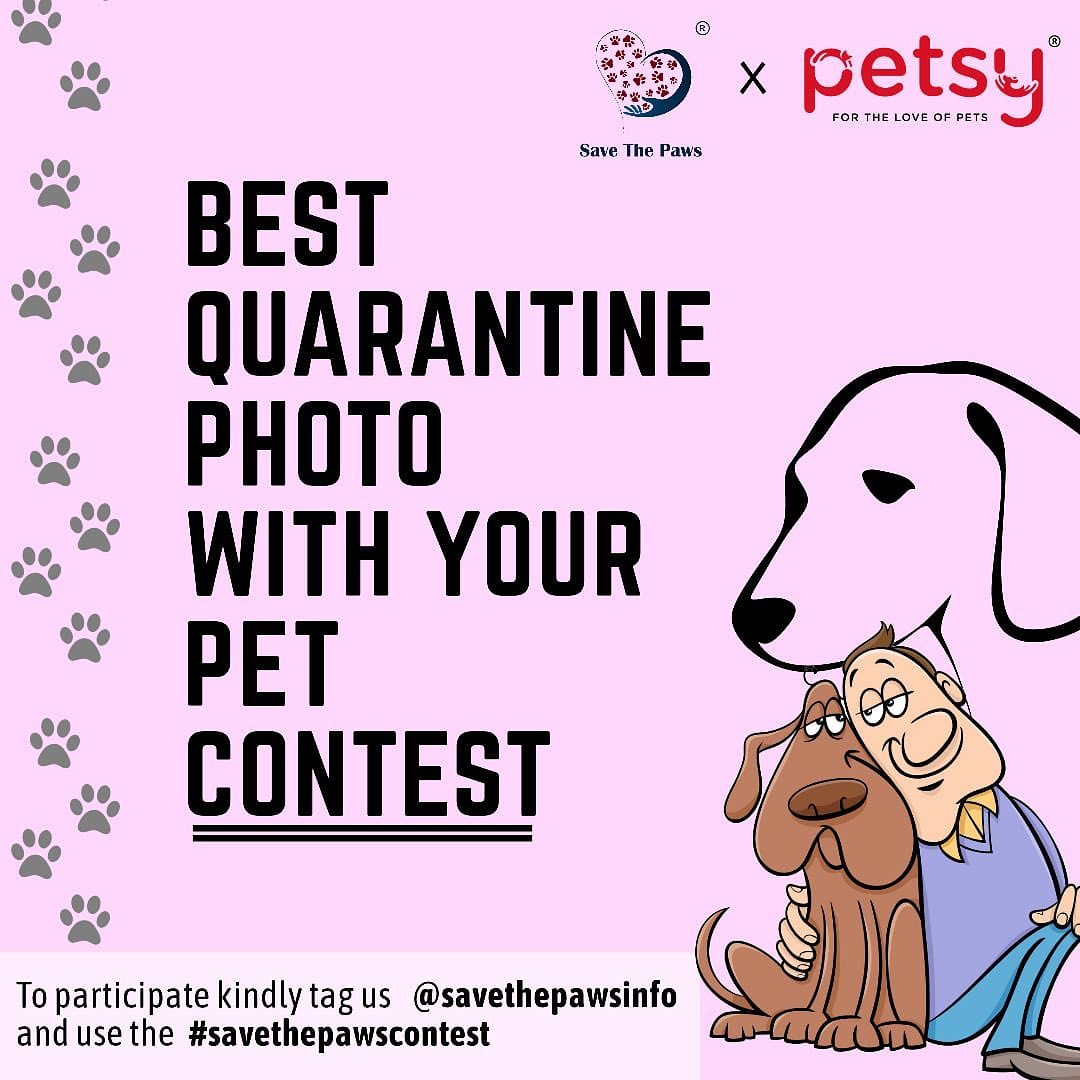 ®
Save The Paws
X
petsy®
FOR THE LOVE OF PETS
BEST
QUARANTINE
PHOTO
WITH YOUR
PET
CONTEST
To participate kindly tag us @savethepawsinfo
and use the #savethepawscontest